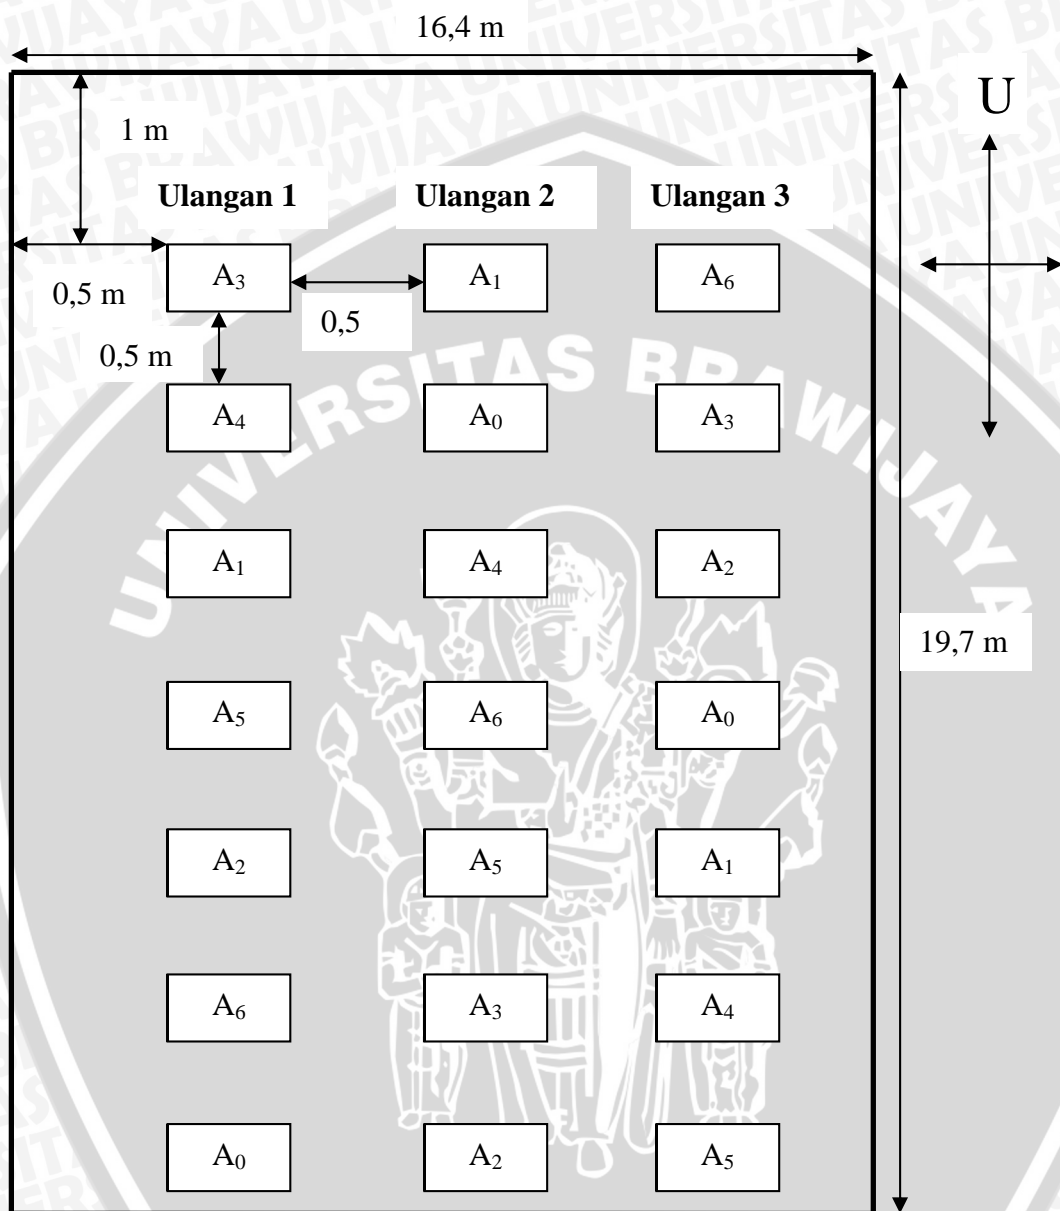 16,4 m
U
1 m
Ulangan 1 Ulangan 2 Ulangan 3
A₃ A₁ A₆
0,5 m 0,5
0,5 m
A₄ A₀ A₃
A₁ A₄ A₂
19,7 m
A₅ A₆ A₀
A₂ A₅ A₁
A₆ A₃ A₄
A₀ A₂ A₅
UNIVERSITAS BRAWIJAYA